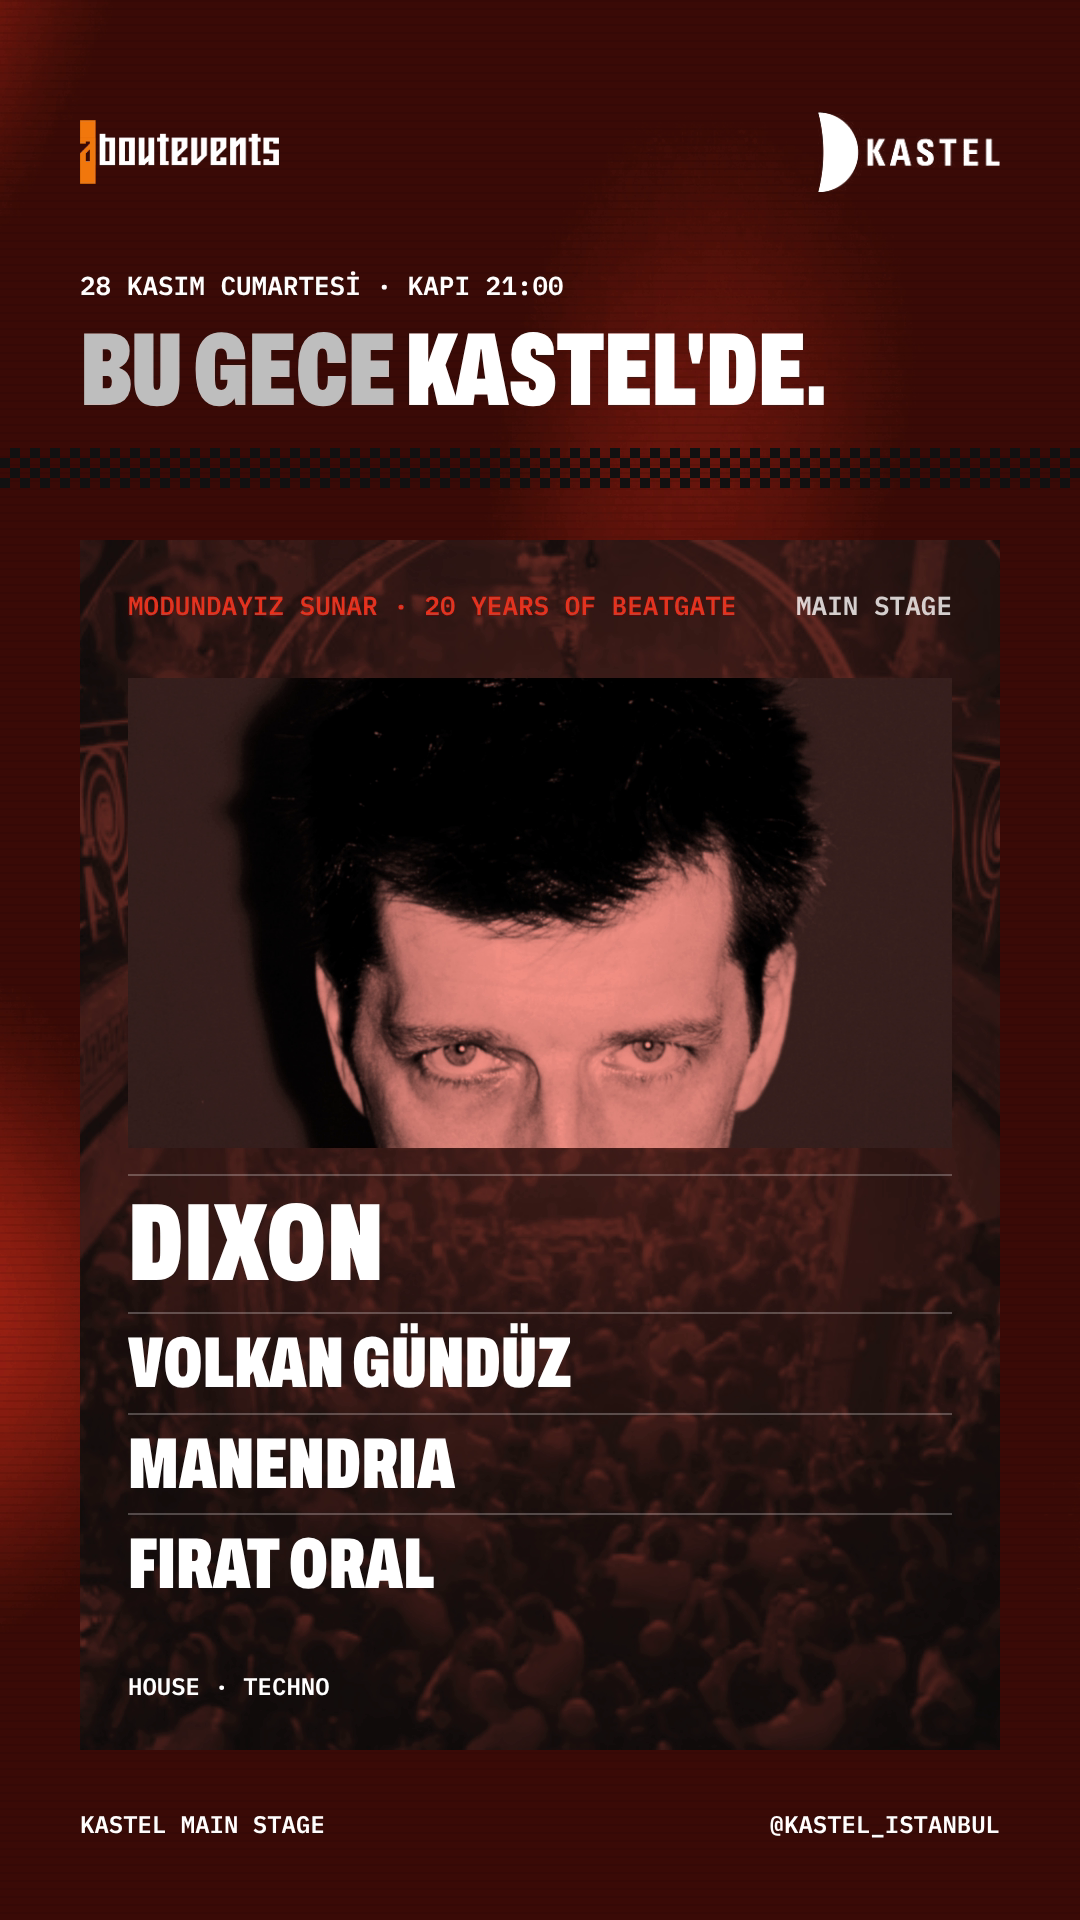 aboutevents
KASTEL
28 KASIM CUMARTESİ · KAPI 21:00
BU GECE KASTEL'DE.
MODUNDAYIZ SUNAR · 20 YEARS OF BEATGATE
MAIN STAGE
DIXON
VOLKAN GÜNDÜZ
MANENDRIA
FIRAT ORAL
HOUSE · TECHNO
KASTEL MAIN STAGE
@KASTEL_ISTANBUL